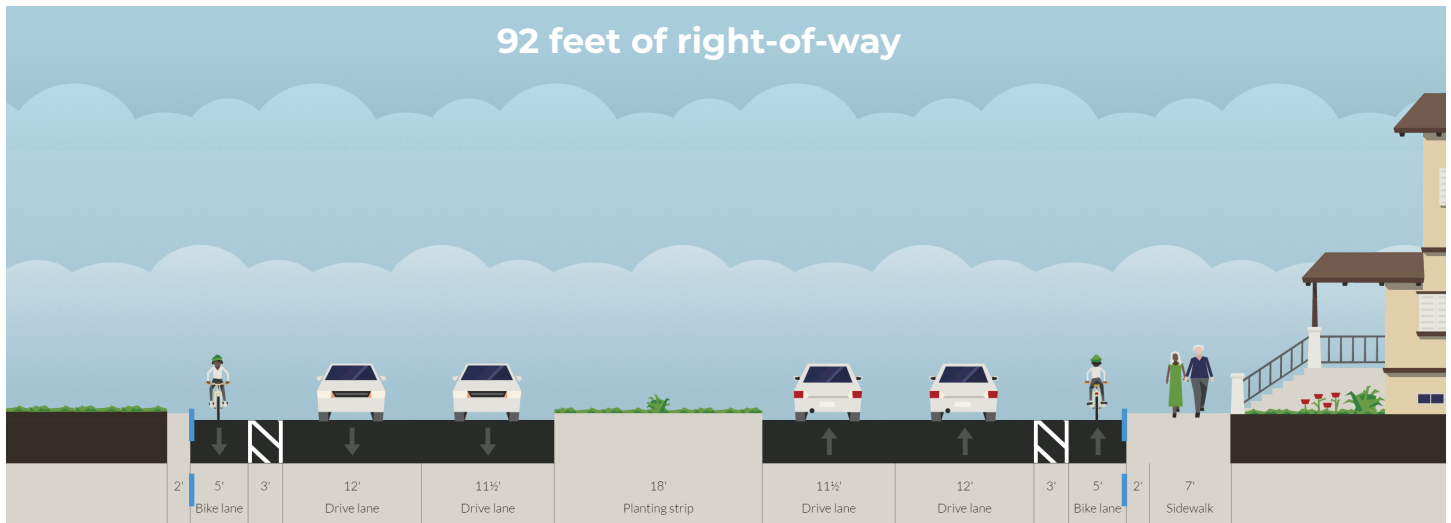 92 feet of right-of-way
2' 5' 3' 12' 11½' 18' 11½' 12' 3' 5' 2' 7'
Bike lane Drive lane Drive lane Planting strip Drive lane Drive lane Bike lane Sidewalk